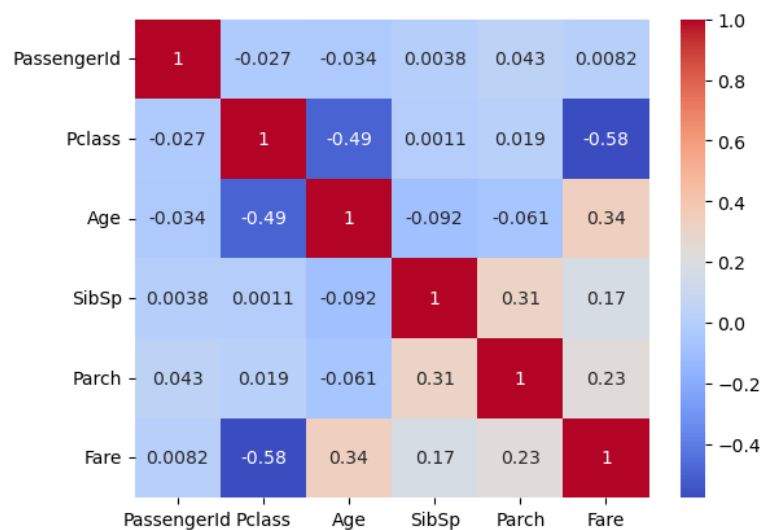 PassengerId 1 -0.027 -0.034 0.0038 0.043 0.0082
Pclass -0.027 1 -0.49 0.0011 0.019 -0.58
Age -0.034 -0.49 1 -0.092 -0.061 0.34
SibSp 0.0038 0.0011 -0.092 1 0.31 0.17
Parch 0.043 0.019 -0.061 0.31 1 0.23
Fare 0.0082 -0.58 0.34 0.17 0.23 1
PassengerId Pclass Age SibSp Parch Fare
1.0
0.8
0.6
0.4
0.2
0.0
−0.2
−0.4